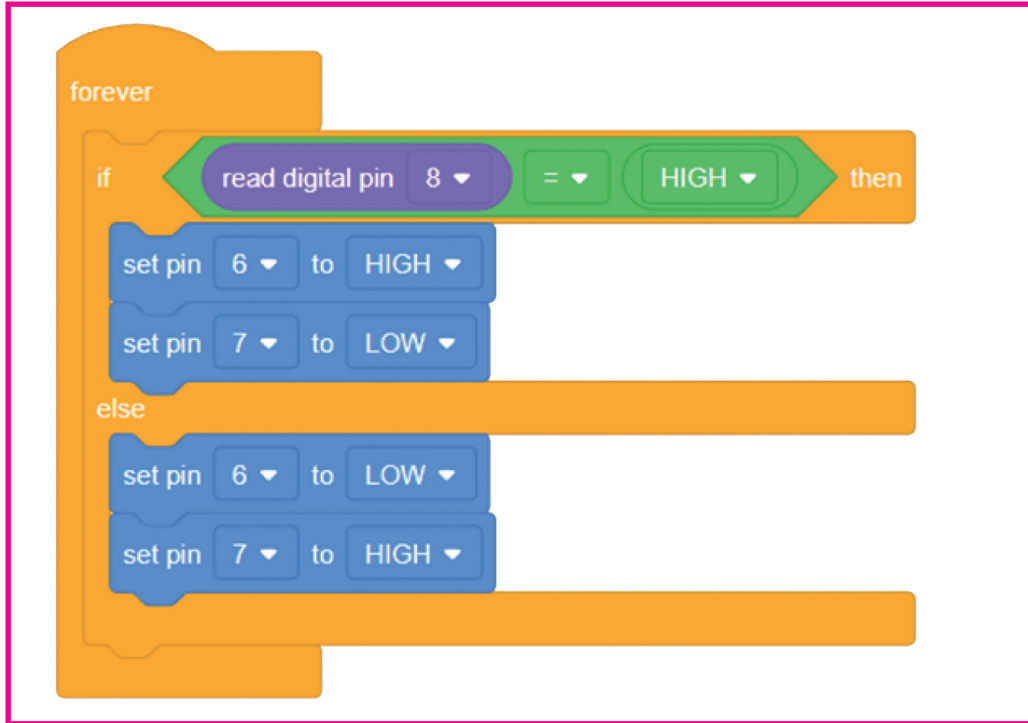 forever
if read digital pin 8 = HIGH then
set pin 6 to HIGH
set pin 7 to LOW
else
set pin 6 to LOW
set pin 7 to HIGH